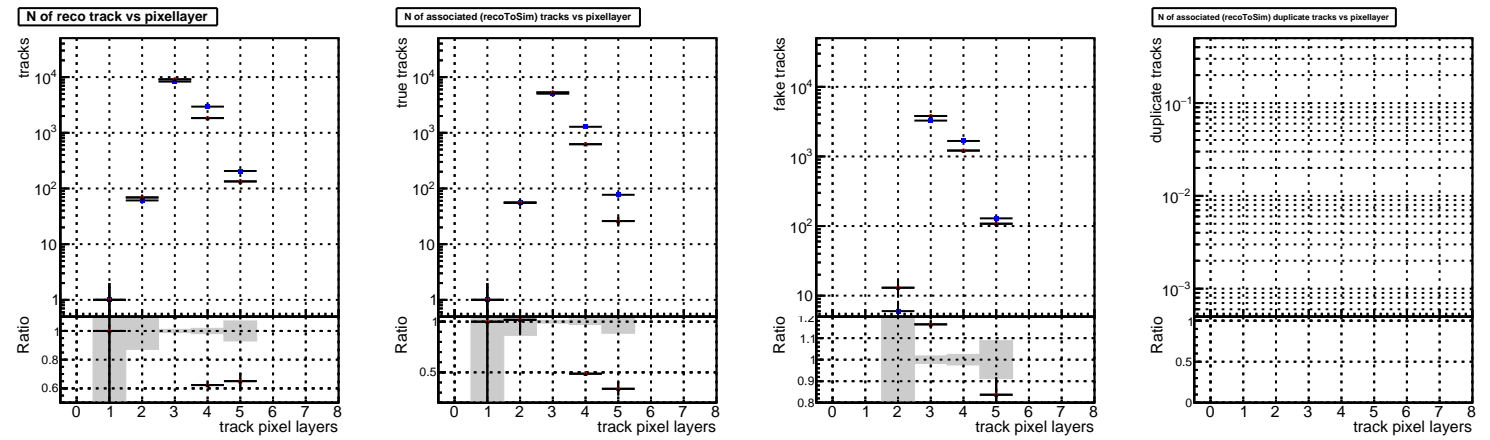 N of reco track vs pixellayer
tracks
10⁴
10³
10²
10
1
Ratio
1
0.8
0.6
0 1 2 3 4 5 6 7 8
track pixel layers
N of associated (recoToSim) tracks vs pixellayer
true tracks
10⁴
10³
10²
10
1
Ratio
1
0.5
0 1 2 3 4 5 6 7 8
track pixel layers
fake tracks
10⁴
10³
10²
10
Ratio
1.2
1.1
1
0.9
0.8
0 1 2 3 4 5 6 7 8
track pixel layers
N of associated (recoToSim) duplicate tracks vs pixellayer
duplicate tracks
10⁻¹
10⁻²
10⁻³
Ratio
1
0.5
0
0 1 2 3 4 5 6 7 8
track pixel layers